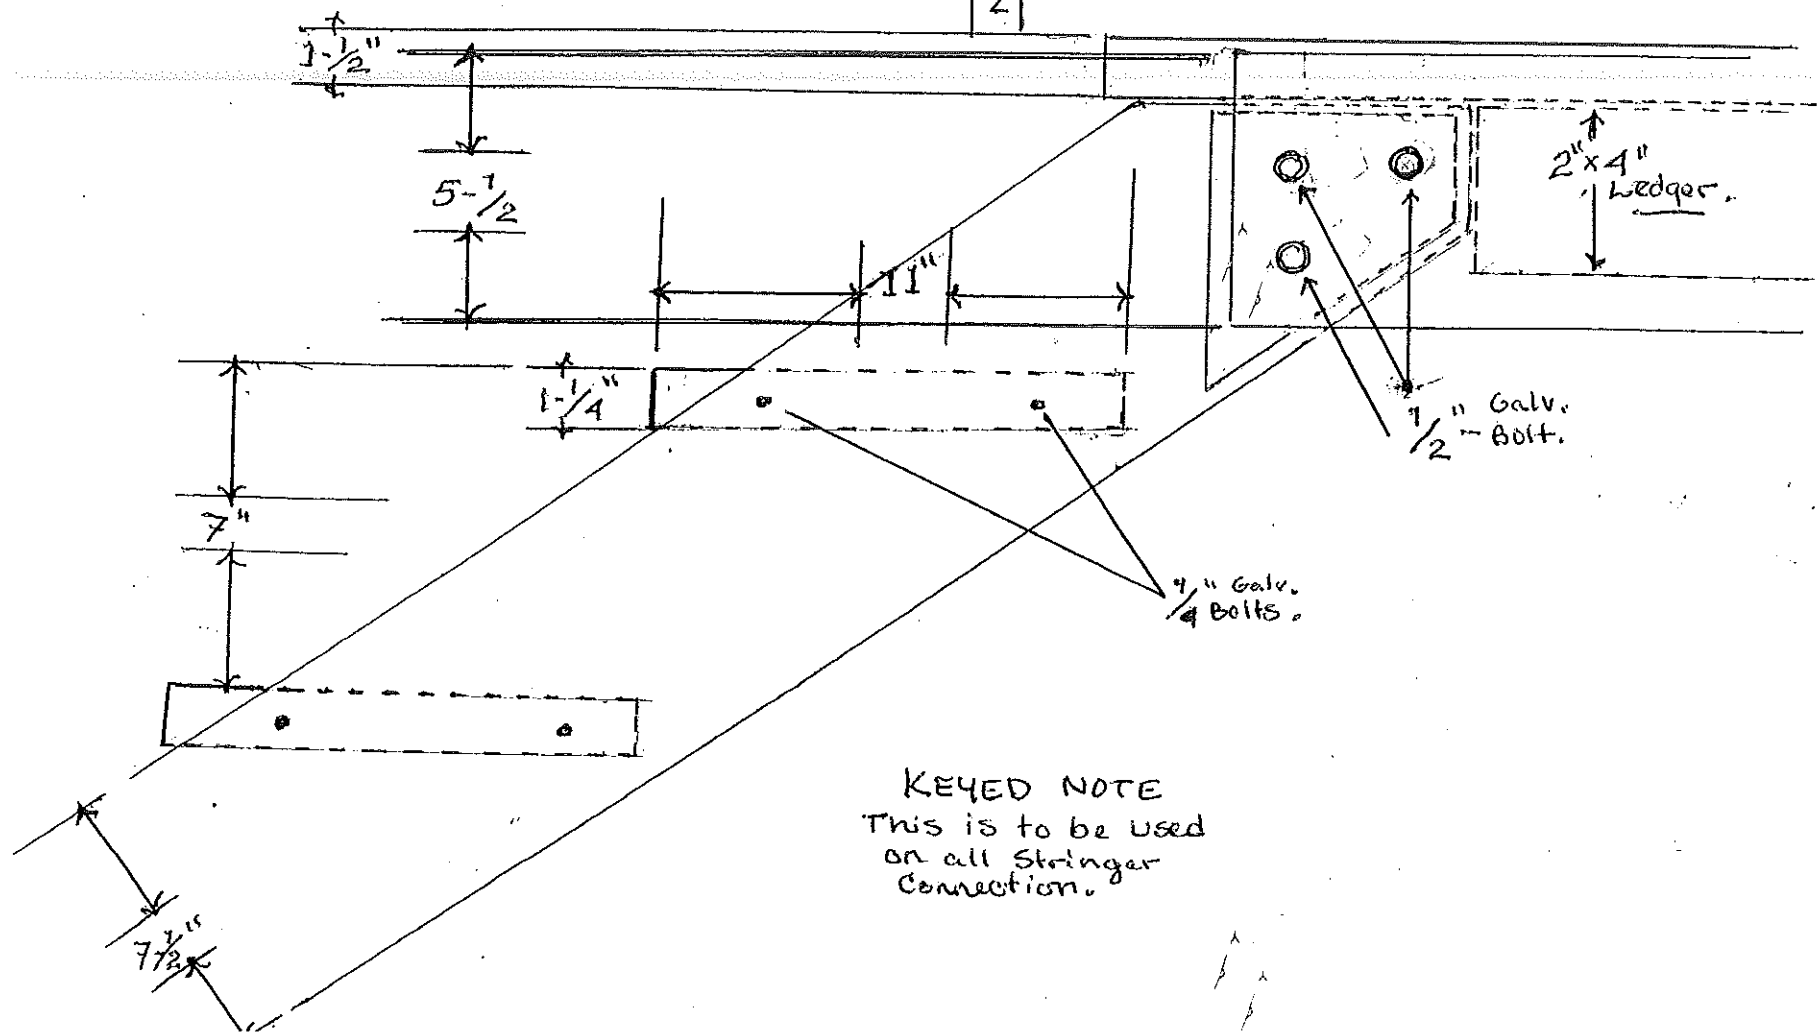 2
1-1/2"
5-1/2
11"
2"x4"
Ledger.
1-1/4"
1/2" Galv.
Bolt.
7"
1/4" Galv.
Bolts.
KEYED NOTE
This is to be used
on all Stringer
Connection.
7 1/2"